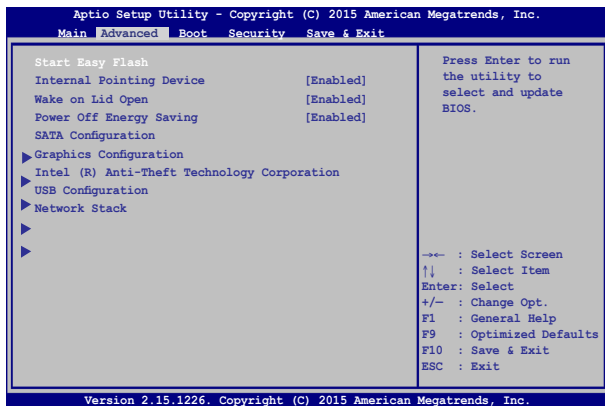 Aptio Setup Utility - Copyright (C) 2015 American Megatrends, Inc.
Main Advanced Boot Security Save & Exit
Start Easy Flash
Internal Pointing Device [Enabled]
Wake on Lid Open [Enabled]
Power Off Energy Saving [Enabled]
SATA Configuration
Graphics Configuration
Intel (R) Anti-Theft Technology Corporation
USB Configuration
Network Stack
Press Enter to run
the utility to
select and update
BIOS.
→← : Select Screen
↑↓ : Select Item
Enter: Select
+/— : Change Opt.
F1 : General Help
F9 : Optimized Defaults
F10 : Save & Exit
ESC : Exit
Version 2.15.1226. Copyright (C) 2015 American Megatrends, Inc.